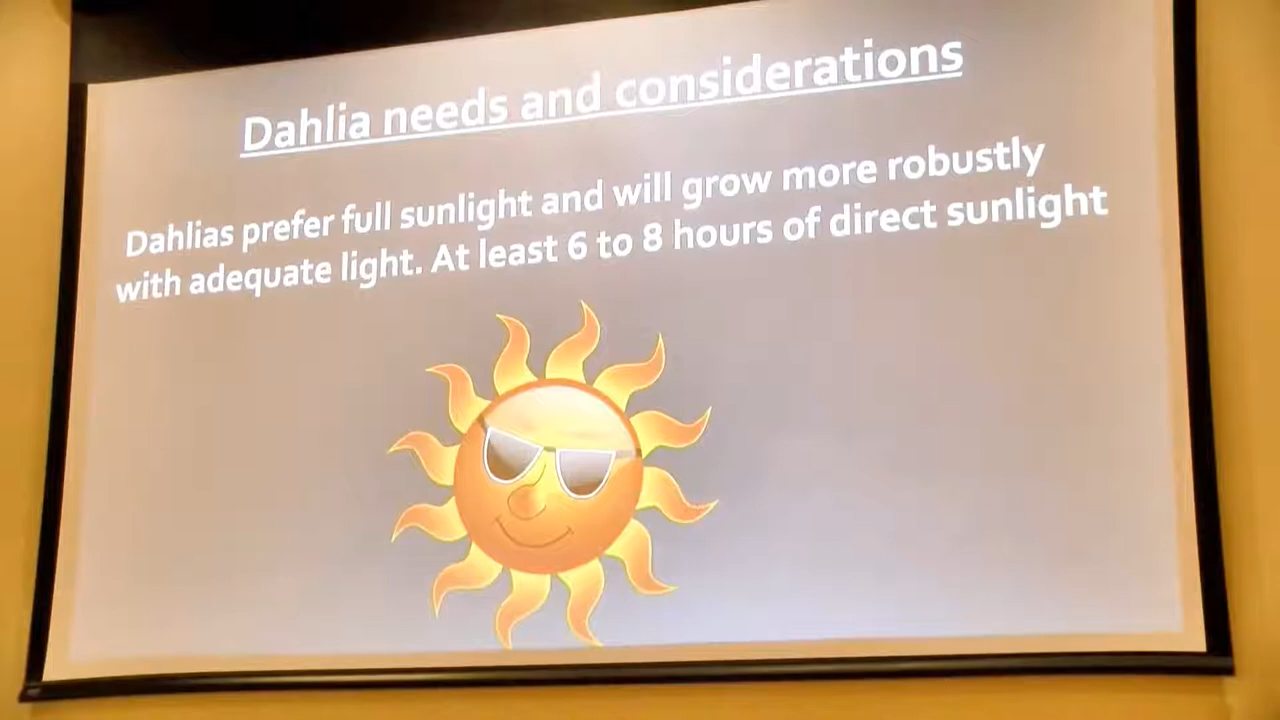 Dahlia needs and considerations
Dahlias prefer full sunlight and will grow more robustly
with adequate light. At least 6 to 8 hours of direct sunlight